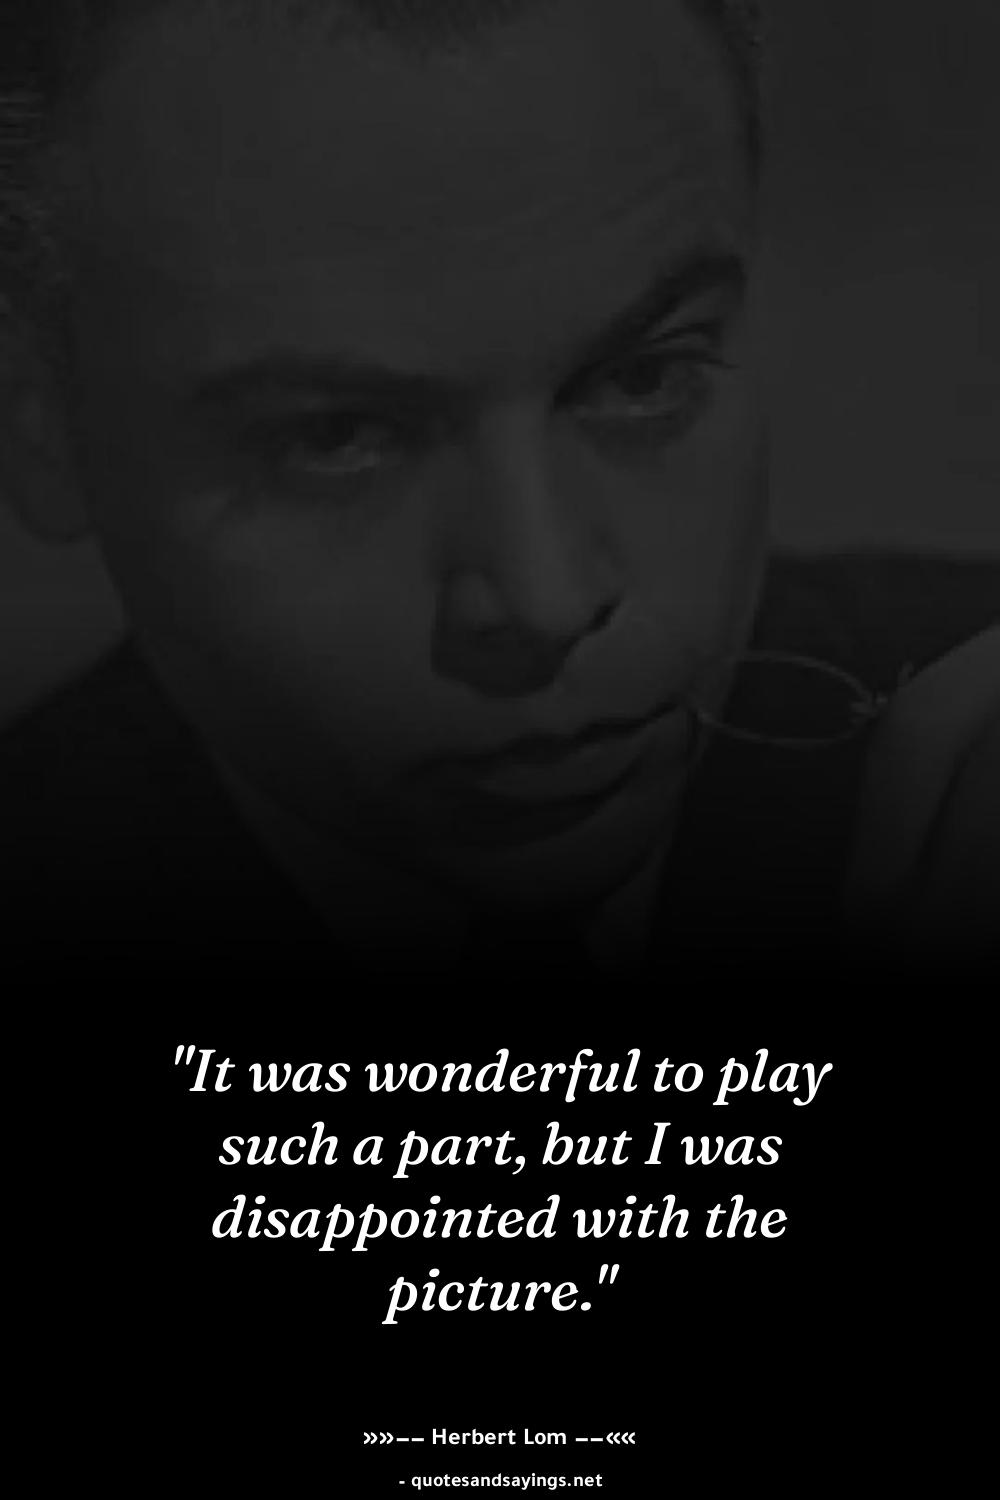 "It was wonderful to play
such a part, but I was
disappointed with the
picture."
»»–– Herbert Lom ––««
- quotesandsayings.net